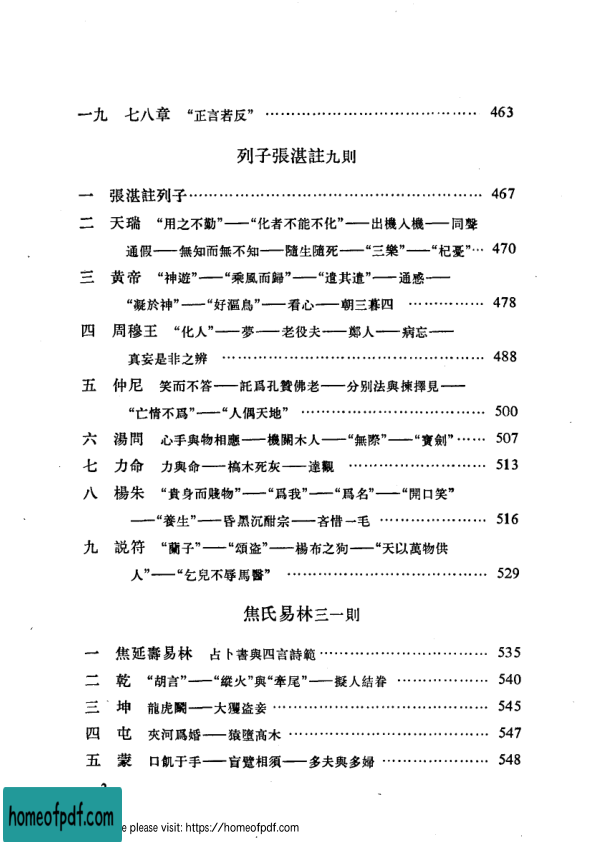 一九 七八章 “正言若反” ······································· 463
列子張湛註九則
一 張湛註列子······················································ 467
二 天瑞 “用之不勤”——“化者不能不化”——出機入機——同聲
通假——無知而無不知——隨生隨死——“三樂”——“杞憂”··· 470
三 黄帝 “神遊”——“乘風而歸”——“遣其遣”——通感——
“凝於神”——“好漚鳥”——看心——朝三暮四 ··············· 478
四 周穆王 “化人”——夢——老役夫——鄭人——病忘——
真妄是非之辨 ················································ 488
五 仲尼 笑而不答——託爲孔贊佛老——分别法與揀擇見——
“亡情不爲”——“人偶天地” ·································· 500
六 湯問 心手與物相應——機關木人——“無際”——“寶劍”······ 507
七 力命 力與命——槁木死灰——達觀 ·························· 513
八 楊朱 “貴身而賤物”——“爲我”——“爲名”——“開口笑”
——“養生”——昏黑沉酣宗——吝惜一毛 ···················· 516
九 説符 “蘭子”——“頌盗”——楊布之狗——“天以萬物供
人”——“乞兒不辱馬醫” ····································· 529
焦氏易林三一則
一 焦延壽易林 占卜書與四言詩範······························· 535
二 乾 “胡言”——“縱火”與“牽尾”——擬人結眷 ················· 540
三 坤 龍虎鬭——大玃盗妾 ········································ 545
四 屯 夾河爲婚——猿墮高木 ····································· 547
五 蒙 口飢于手——盲覽相須——多夫與多婦 ···················· 548
2
homeofpdf.com
e please visit: https://homeofpdf.com